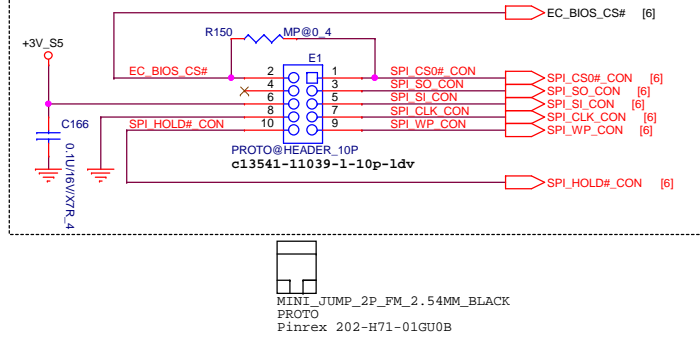 EC_BIOS_CS# [6]
R150 MP@0_4
+3V_S5
E1
EC_BIOS_CS# 2 1 SPI_CS0#_CON SPI_CS0#_CON [6]
4 3 SPI_SO_CON SPI_SO_CON [6]
6 5 SPI_SI_CON SPI_SI_CON [6]
8 7 SPI_CLK_CON SPI_CLK_CON [6]
SPI_HOLD#_CON 10 9 SPI_WP_CON SPI_WP_CON [6]
C166
0.1U/16V/X7R_4
PROTO@HEADER_10P
c13541-11039-1-10p-ldv
SPI_HOLD#_CON [6]
MINI_JUMP_2P_FM_2.54MM_BLACK
PROTO
Pinrex 202-H71-01GU0B